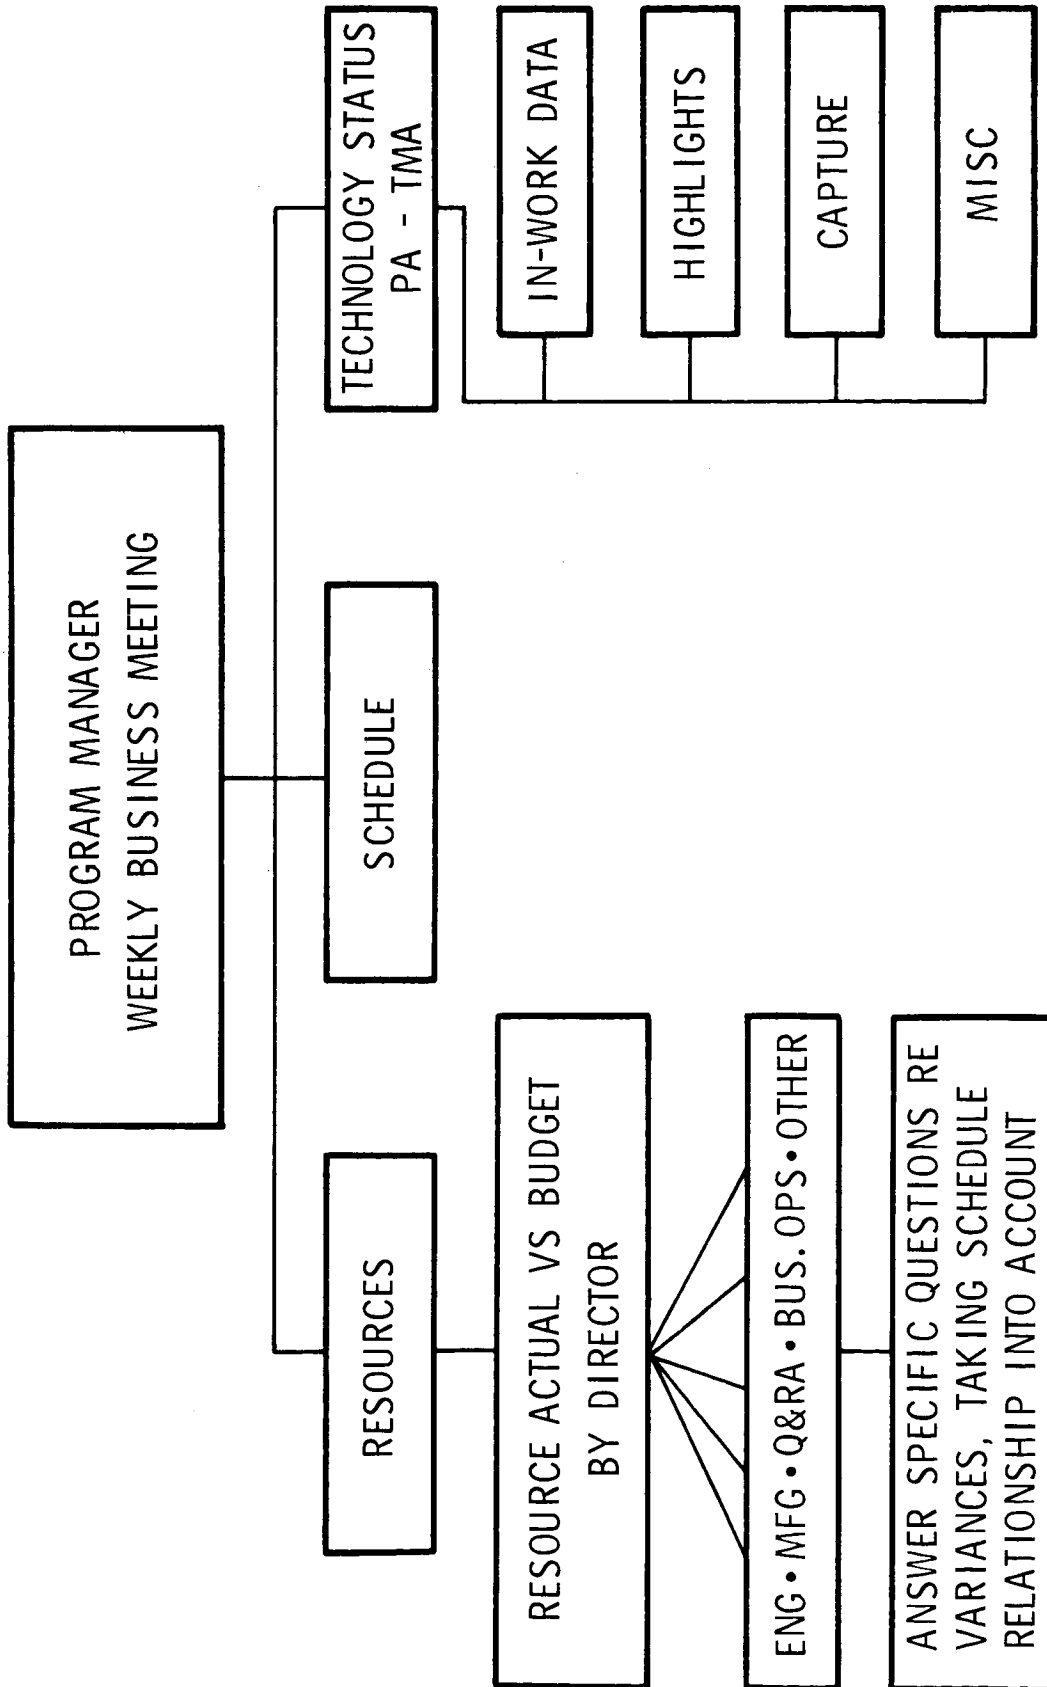 PROGRAM MANAGER
WEEKLY BUSINESS MEETING
RESOURCES
SCHEDULE
TECHNOLOGY STATUS
PA - TMA
RESOURCE ACTUAL VS BUDGET
BY DIRECTOR
ENG • MFG • Q&RA • BUS. OPS • OTHER
ANSWER SPECIFIC QUESTIONS RE
VARIANCES, TAKING SCHEDULE
RELATIONSHIP INTO ACCOUNT
IN-WORK DATA
HIGHLIGHTS
CAPTURE
MISC